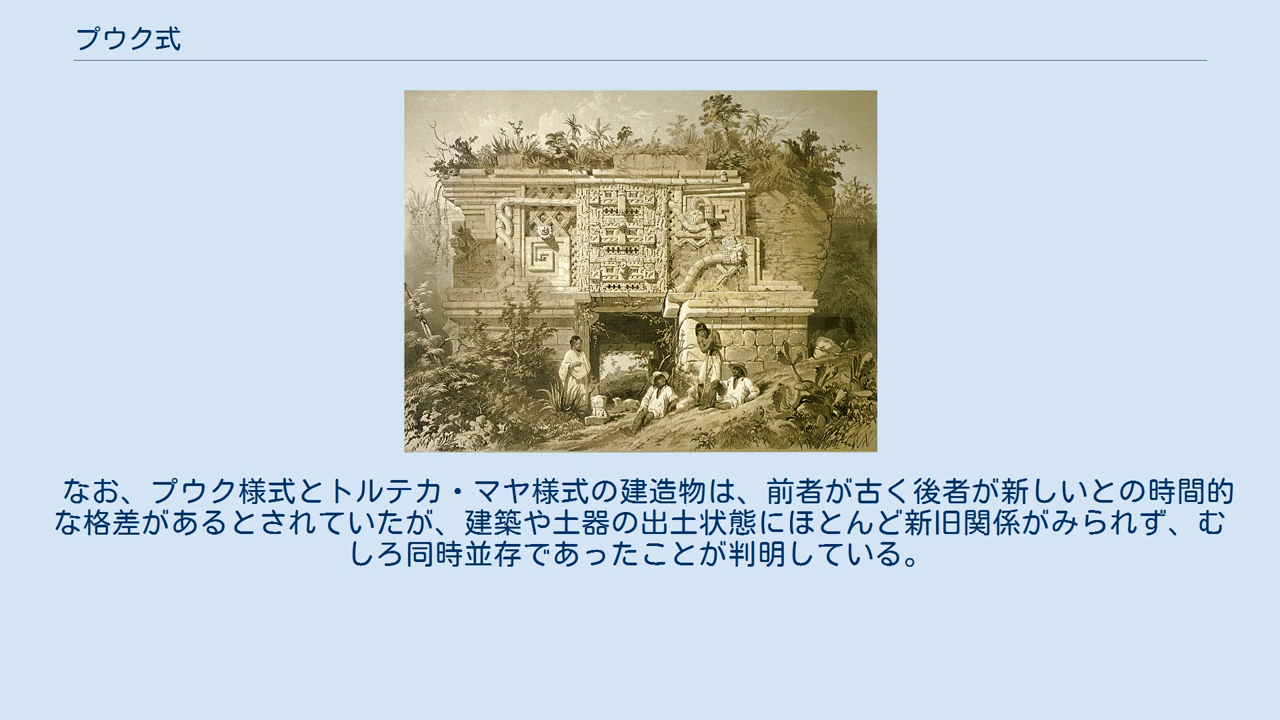 プウク式
なお、プウク様式とトルテカ・マヤ様式の建造物は、前者が古く後者が新しいとの時間的
な格差があるとされていたが、建築や土器の出土状態にほとんど新旧関係がみられず、む
しろ同時並存であったことが判明している。